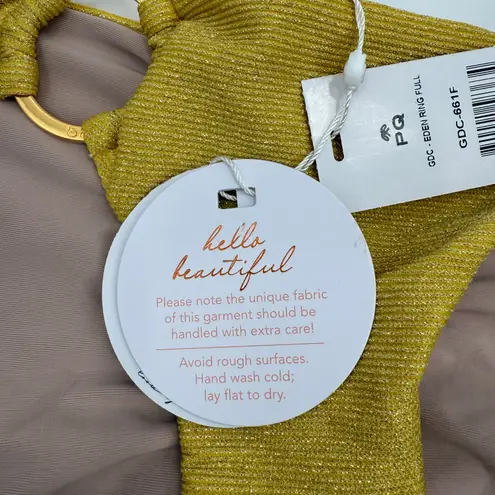 PQ
GDC - EDEN RING FULL
GDC-661F
hello
beautiful
Please note the unique fabric
of this garment should be
handled with extra care!
Avoid rough surfaces.
Hand wash cold;
lay flat to dry.